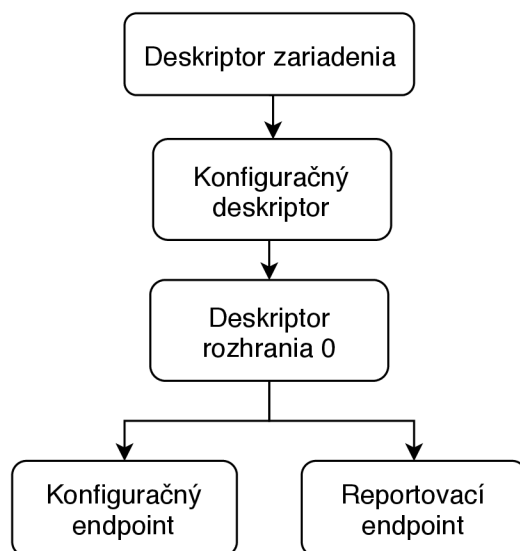 Deskriptor zariadenia
Konfiguračný
deskriptor
Deskriptor
rozhrania 0
Konfiguračný
endpoint
Reportovací
endpoint